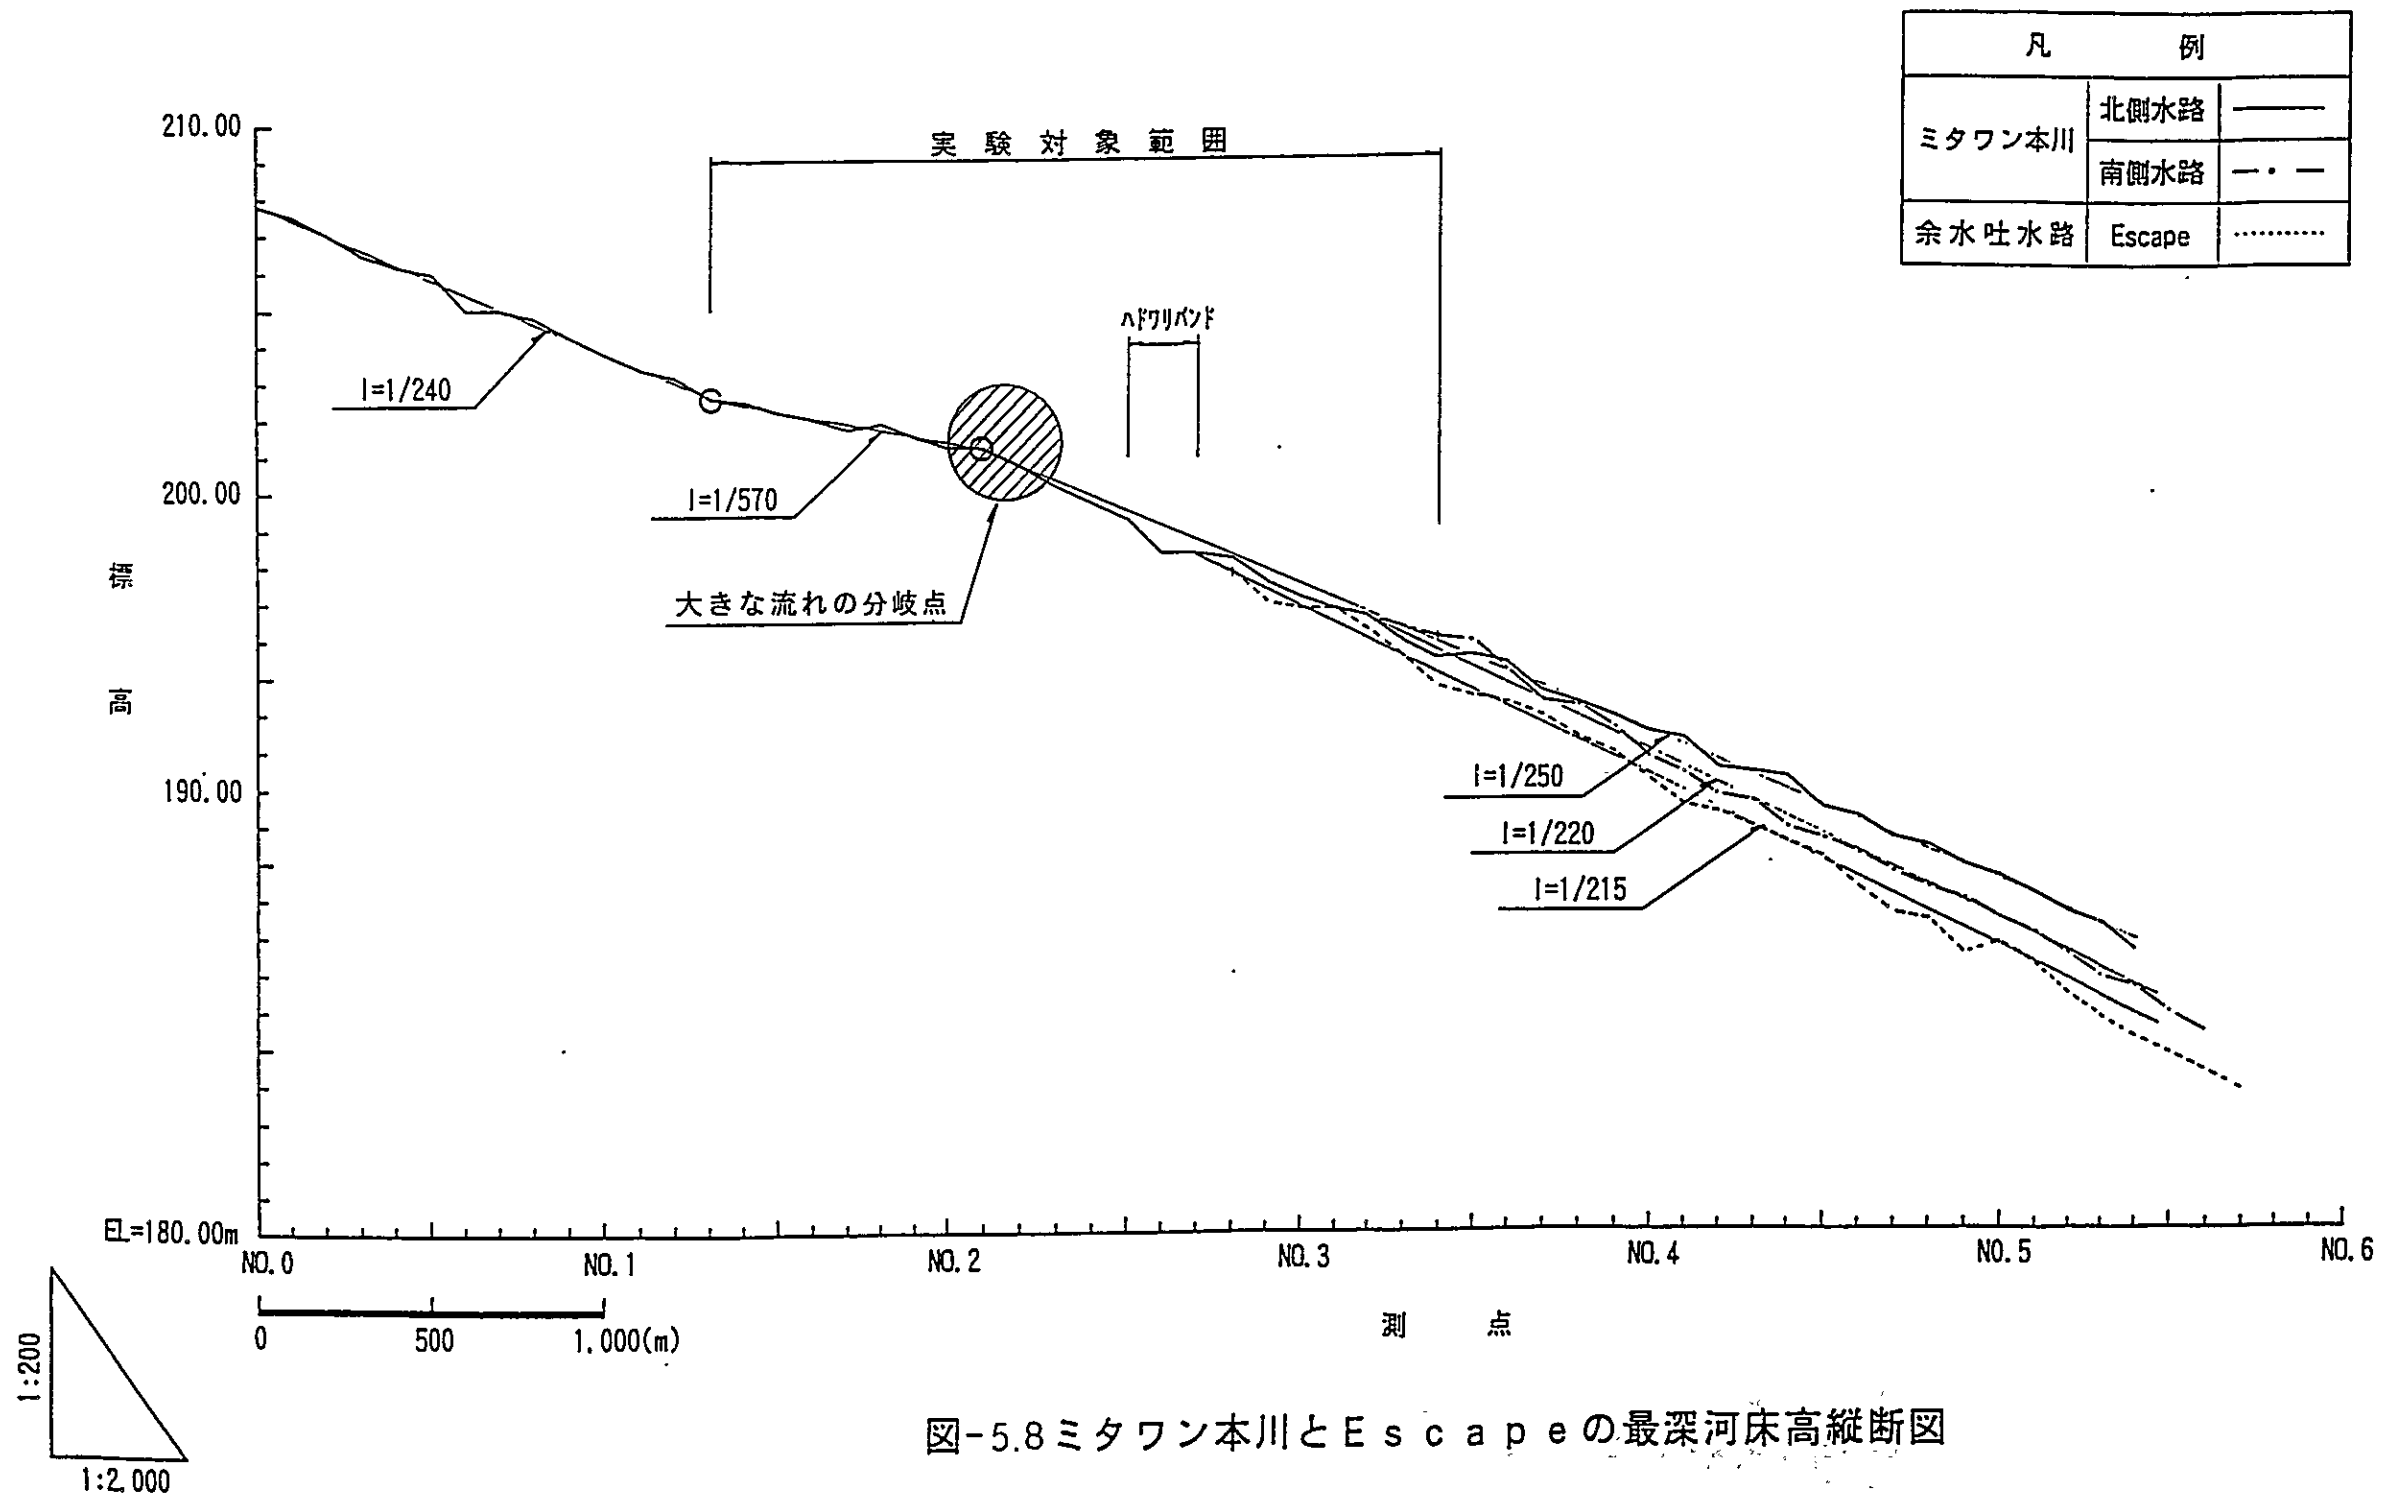 凡 例
ミタワン本川
北側水路
南側水路
余水吐水路 Escape
実験対象範囲
210.00
200.00
190.00
EL=180.00m
標高
ヘドワリバンド
I=1/240
I=1/570
大きな流れの分岐点
I=1/250
I=1/220
I=1/215
NO.0 NO.1 NO.2 NO.3 NO.4 NO.5 NO.6
0 500 1.000(m)
測 点
1:200
1:2,000
図-5.8ミタワン本川とEscapeの最深河床高縦断図